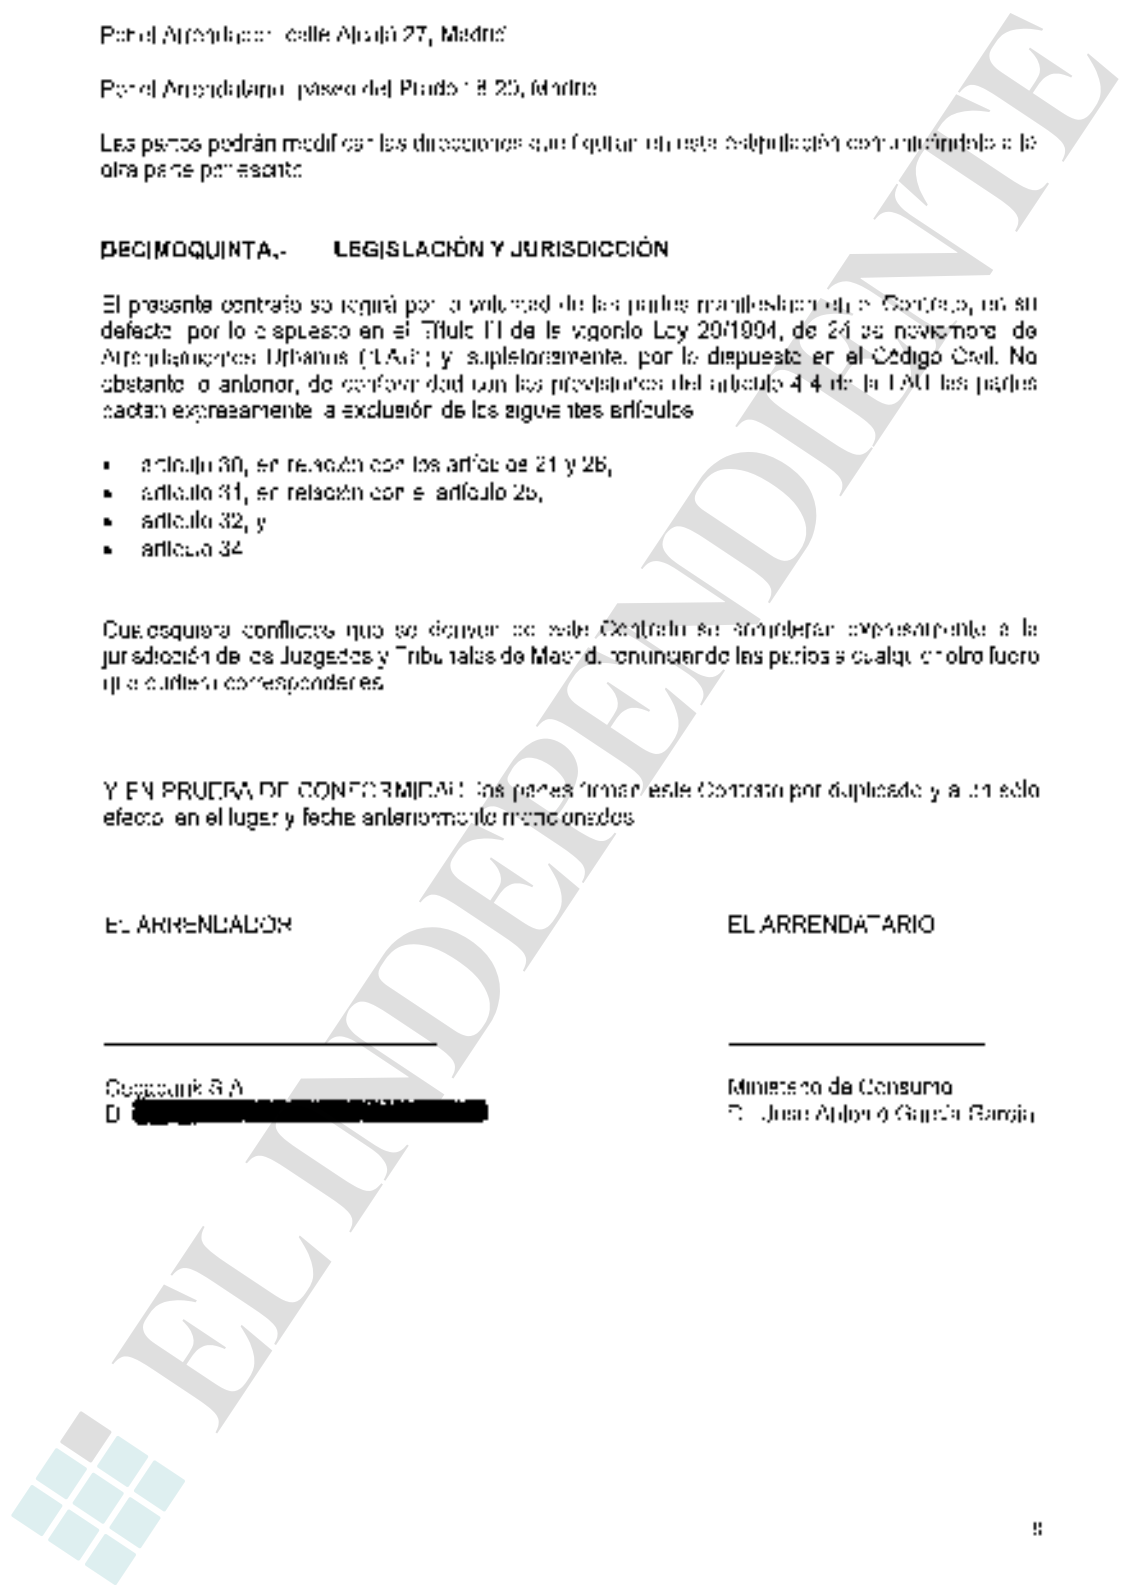 Por el Arrendador: calle Alcalá 27, Madrid
Por el Arrendatario: paseo del Prado 18-20, Madrid
Las partes podrán modificar las direcciones que figuran en esta estipulación comunicándolo a la
otra parte por escrito
DECIMOQUINTA.- LEGISLACIÓN Y JURISDICCIÓN
El presente contrato se regirá por la voluntad de las partes manifestada en el Contrato, en su
defecto, por lo dispuesto en el Título III de la vigente Ley 29/1994, de 24 de noviembre, de
Arrendamientos Urbanos ("LAU") y, supletoriamente, por lo dispuesto en el Código Civil. No
obstante lo anterior, de conformidad con las previsiones del artículo 4.4 de la LAU las partes
pactan expresamente la exclusión de los siguientes artículos
• artículo 30, en relación con los artículos 21 y 26,
• artículo 31, en relación con el artículo 25,
• artículo 32, y
• artículo 34
Cualesquiera conflictos que se deriven de este Contrato se someterán expresamente a la
jurisdicción de los Juzgados y Tribunales de Madrid, renunciando las partes a cualquier otro fuero
que pudiera corresponderles
Y EN PRUEBA DE CONFORMIDAD las partes firman este Contrato por duplicado y a un sólo
efecto, en el lugar y fecha anteriormente mencionados
EL ARRENDADOR EL ARRENDATARIO
S.A. Ministerio de Consumo
D. D. Jose Antonio García García
EL INDEPENDIENTE